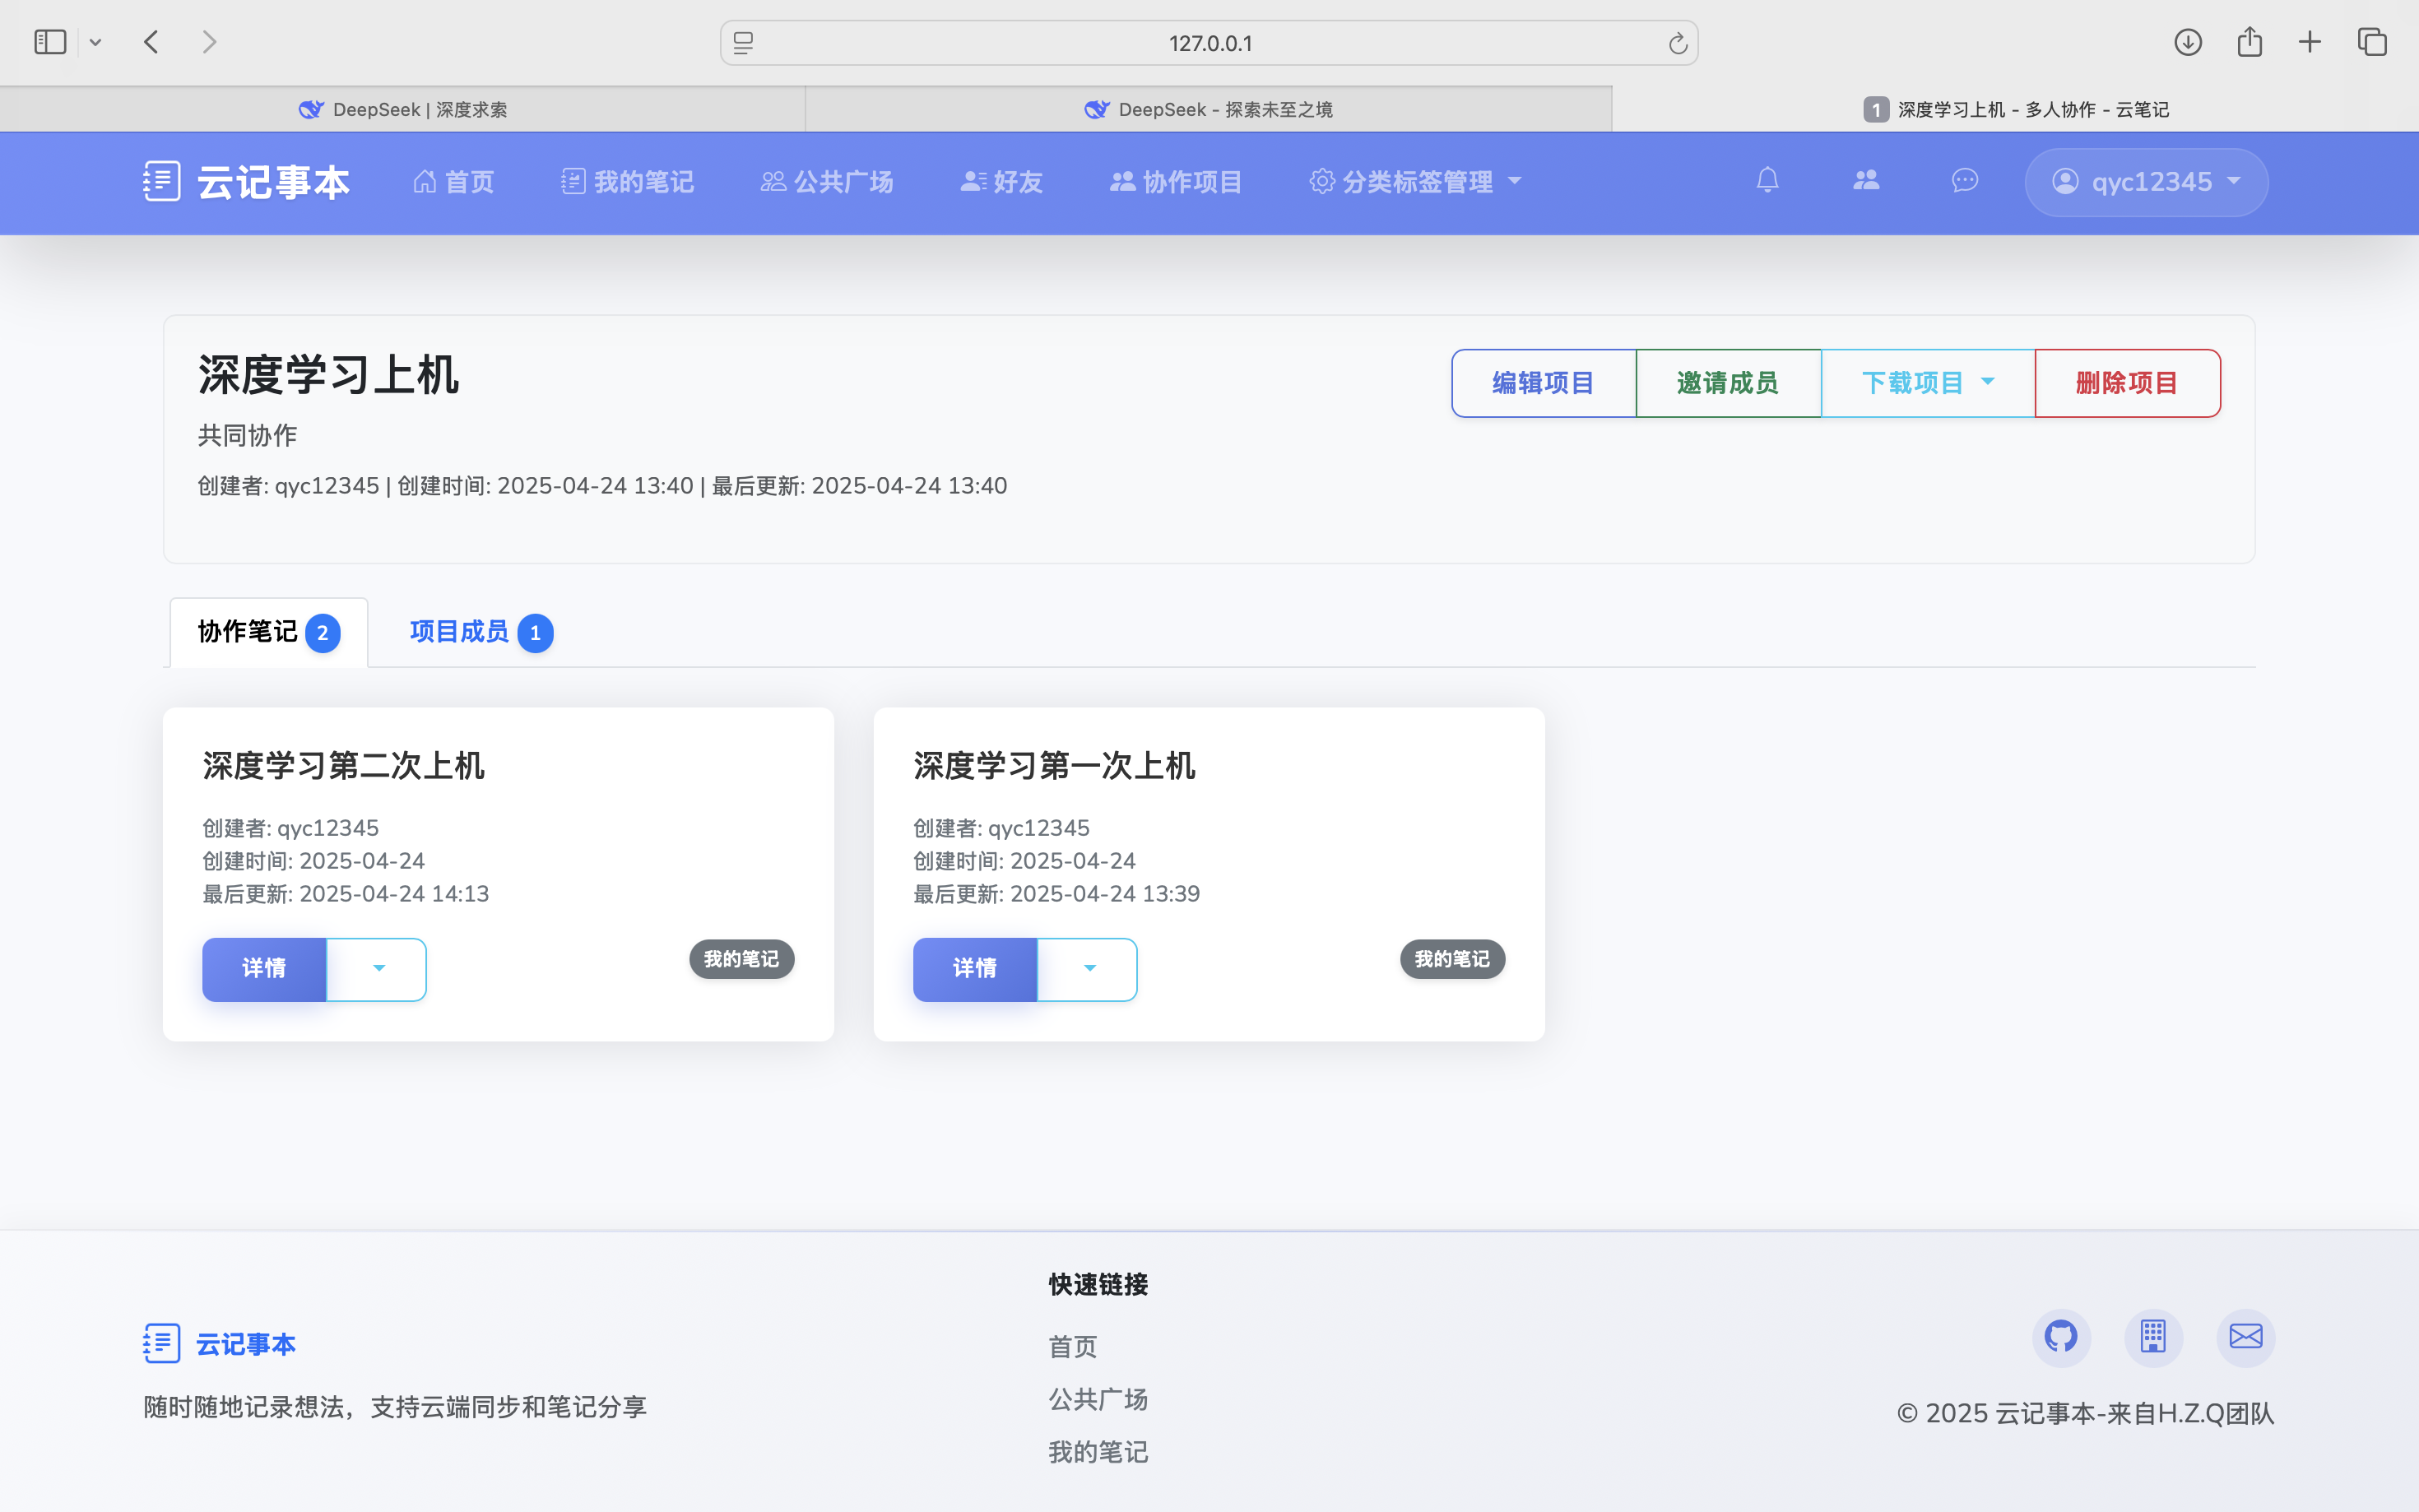 127.0.0.1
DeepSeek | 深度求索
DeepSeek - 探索未至之境
1 深度学习上机 - 多人协作 - 云笔记
云记事本 首页 我的笔记 公共广场 好友 协作项目 分类标签管理 qyc12345
深度学习上机
编辑项目 邀请成员 下载项目 删除项目
共同协作
创建者: qyc12345 | 创建时间: 2025-04-24 13:40 | 最后更新: 2025-04-24 13:40
协作笔记 2 项目成员 1
深度学习第二次上机
创建者: qyc12345
创建时间: 2025-04-24
最后更新: 2025-04-24 14:13
详情 我的笔记
深度学习第一次上机
创建者: qyc12345
创建时间: 2025-04-24
最后更新: 2025-04-24 13:39
详情 我的笔记
云记事本
随时随地记录想法，支持云端同步和笔记分享
快速链接
首页
公共广场
我的笔记
© 2025 云记事本-来自H.Z.Q团队